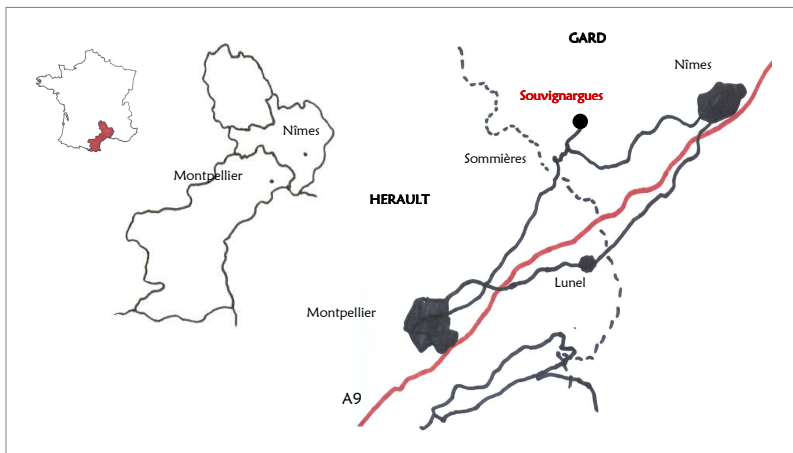 GARD
Nîmes
Souvignargues
Nîmes
Sommières
Montpellier
HERAULT
Lunel
Montpellier
A9